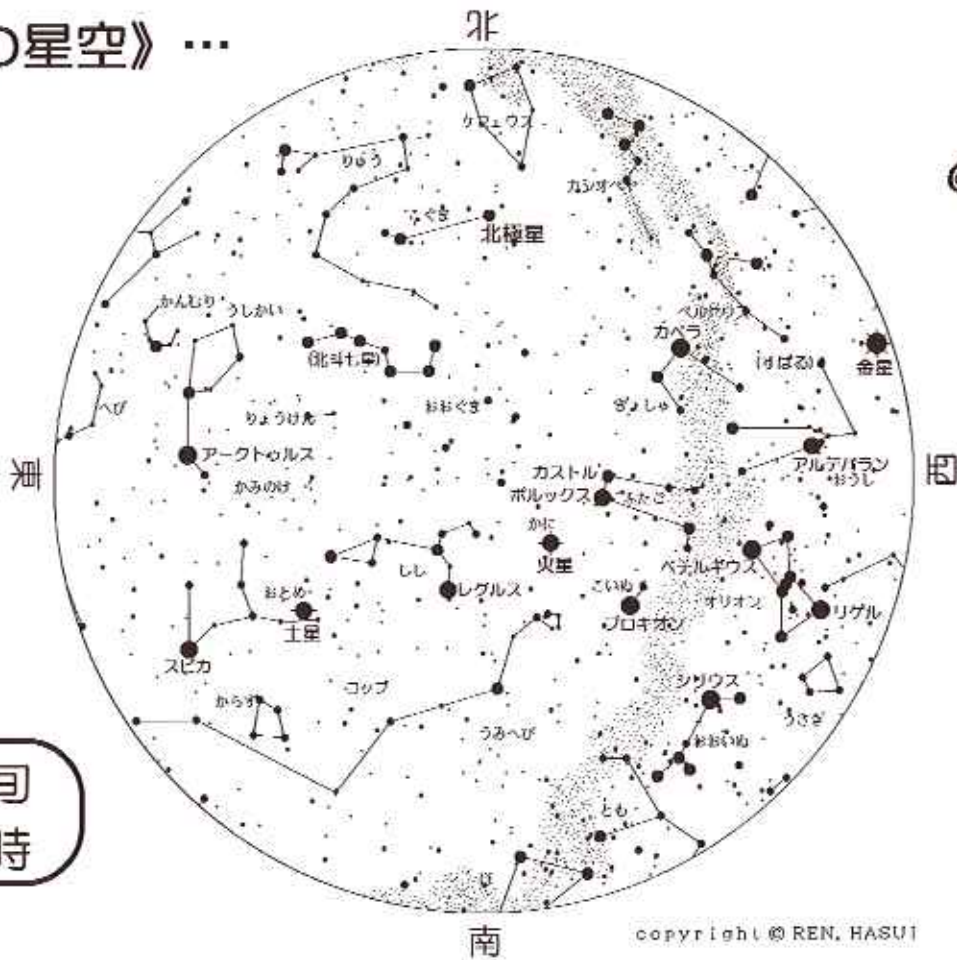 の星空》…
北
ケフェウス
りゅう
カシオペヤ
こぐま
北極星
かんむり
うしかい
ペルセウス
カペラ
(北斗七星)
(すばる)
金星
へび
りょうけん
おおぐま
ぎょしゃ
アークトゥルス
カストル
アルデバラン
おうし
東
西
かみのけ
ポルックス
ふたご
かに
火星
しし
ベテルギウス
おとめ
レグルス
こいぬ
オリオン
リゲル
土星
プロキオン
スピカ
コップ
シリウス
からす
うみへび
おおいぬ
うさぎ
旬
時
とも
ほ
南
copyright © REN. HASUI